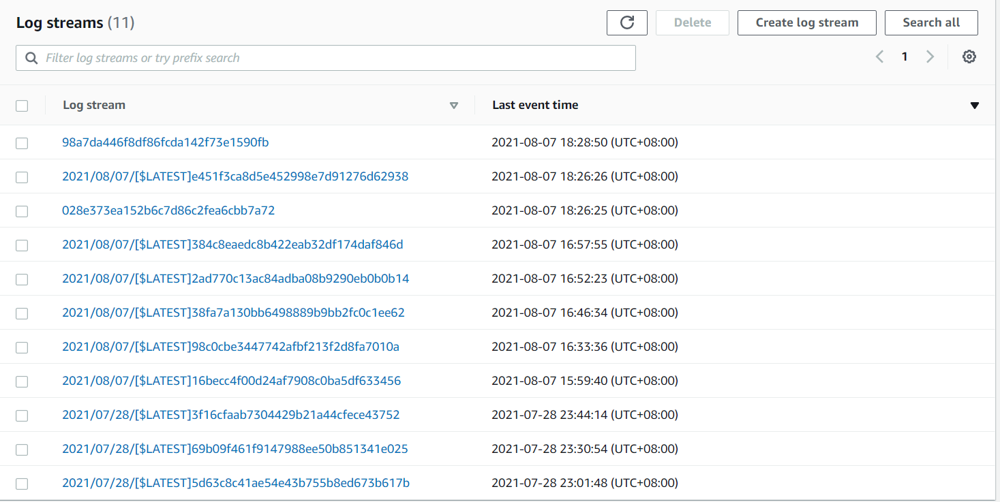 Log streams (11)
Delete
Create log stream
Search all
Filter log streams or try prefix search
1
Log stream
Last event time
98a7da446f8df86fcda142f73e1590fb 2021-08-07 18:28:50 (UTC+08:00)
2021/08/07/[$LATEST]e451f3ca8d5e452998e7d91276d62938 2021-08-07 18:26:26 (UTC+08:00)
028e373ea152b6c7d86c2fea6cbb7a72 2021-08-07 18:26:25 (UTC+08:00)
2021/08/07/[$LATEST]384c8eaedc8b422eab32df174daf846d 2021-08-07 16:57:55 (UTC+08:00)
2021/08/07/[$LATEST]2ad770c13ac84adba08b9290eb0b0b14 2021-08-07 16:52:23 (UTC+08:00)
2021/08/07/[$LATEST]38fa7a130bb6498889b9bb2fc0c1ee62 2021-08-07 16:46:34 (UTC+08:00)
2021/08/07/[$LATEST]98c0cbe3447742afbf213f2d8fa7010a 2021-08-07 16:33:36 (UTC+08:00)
2021/08/07/[$LATEST]16becc4f00d24af7908c0ba5df633456 2021-08-07 15:59:40 (UTC+08:00)
2021/07/28/[$LATEST]3f16cfaab7304429b21a44cfece43752 2021-07-28 23:44:14 (UTC+08:00)
2021/07/28/[$LATEST]69b09f461f9147988ee50b851341e025 2021-07-28 23:30:54 (UTC+08:00)
2021/07/28/[$LATEST]5d63c8c41ae54e43b755b8ed673b617b 2021-07-28 23:01:48 (UTC+08:00)